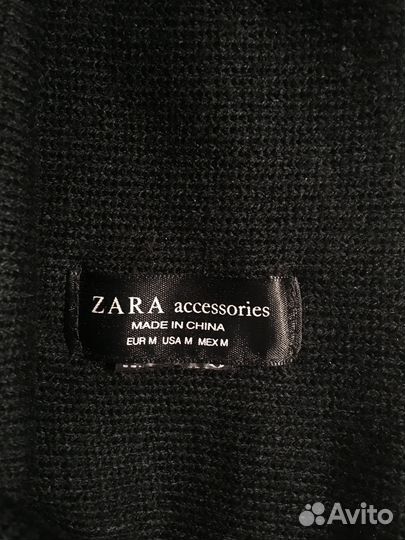 ZARA accessories
MADE IN CHINA
EUR M USA M MEX M
Avito